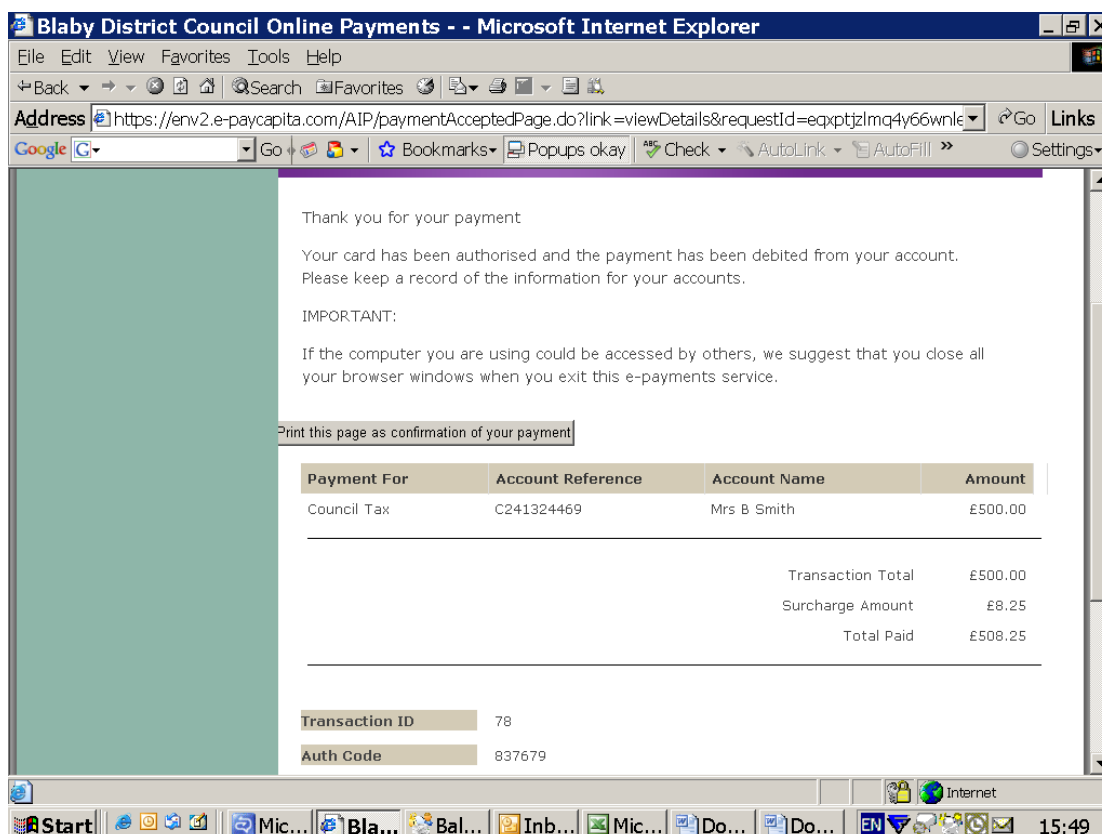 Blaby District Council Online Payments - - Microsoft Internet Explorer
File Edit View Favorites Tools Help
Back Search Favorites
Address https://env2.e-paycapita.com/AIP/paymentAcceptedPage.do?link=viewDetails&requestId=eqxptjzlmq4y66wnle Go Links
Google G Go Bookmarks Popups okay ABC Check AutoLink AutoFill » Settings
Thank you for your payment
Your card has been authorised and the payment has been debited from your account.
Please keep a record of the information for your accounts.
IMPORTANT:
If the computer you are using could be accessed by others, we suggest that you close all
your browser windows when you exit this e-payments service.
Print this page as confirmation of your payment
Payment For Account Reference Account Name Amount
Council Tax C241324469 Mrs B Smith £500.00
Transaction Total £500.00
Surcharge Amount £8.25
Total Paid £508.25
Transaction ID 78
Auth Code 837679
Internet
Start Mic... Bla... Bal... Inb... Mic... Do... Do... EN 15:49